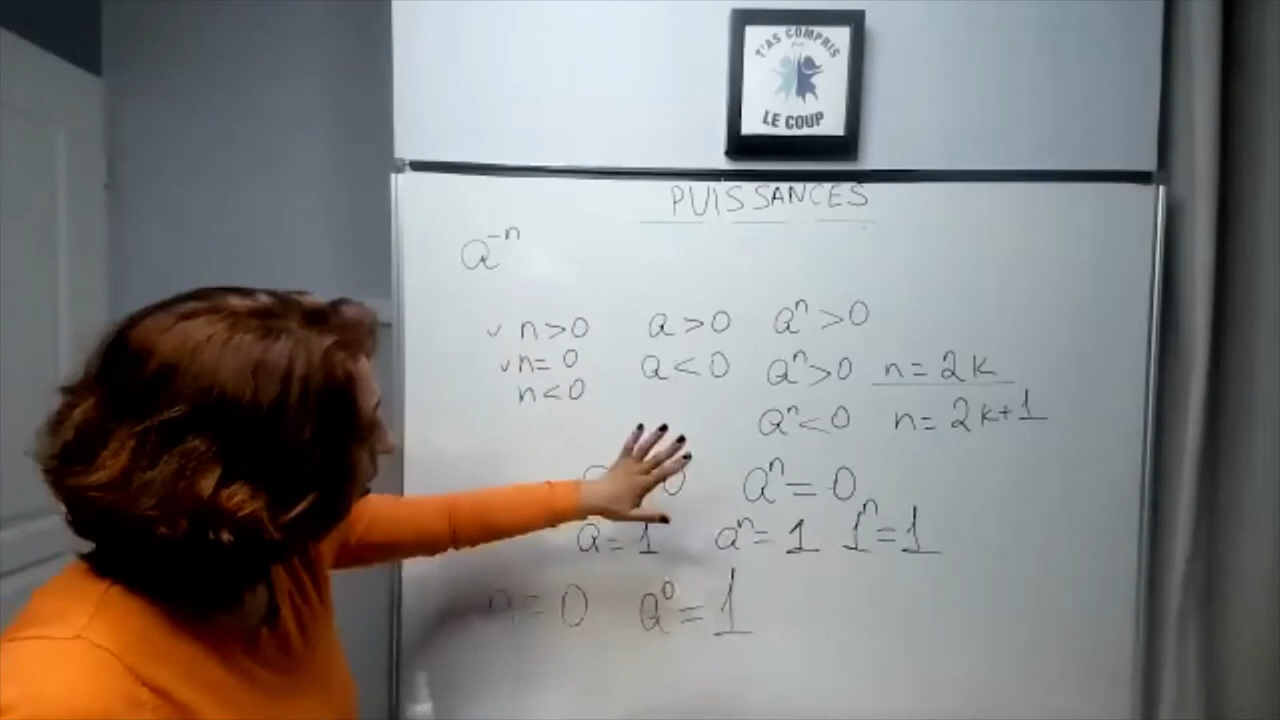 T'AS COMPRIS
LE COUP
PUISSANCES
a⁻ⁿ
✓ n>0 a>0 aⁿ>0
✓ n=0 a<0 aⁿ>0 n=2k
n<0 aⁿ<0 n=2k+1
0 aⁿ=0
a=1 aⁿ=1 1ⁿ=1
n=0 a⁰=1